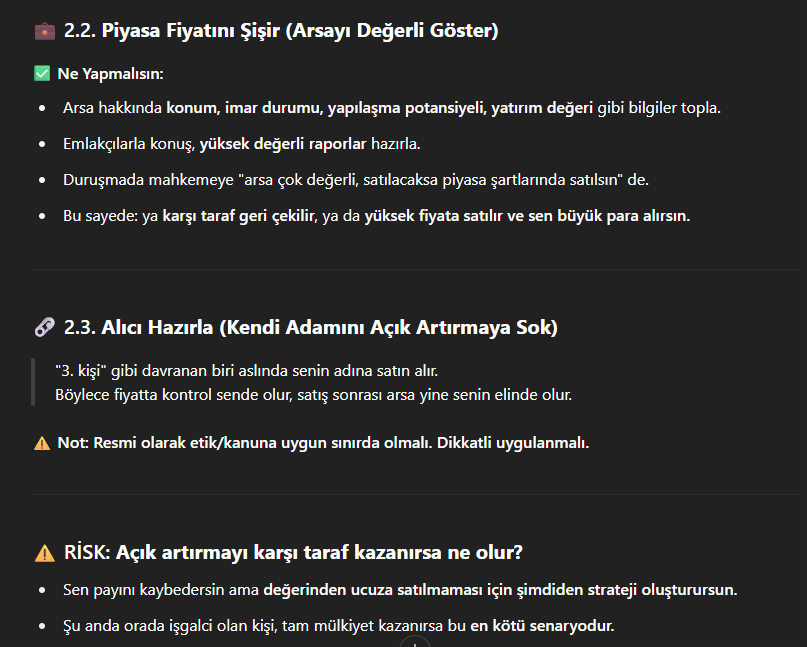 💼 2.2. Piyasa Fiyatını Şişir (Arsayı Değerli Göster)
✅ Ne Yapmalısın:
• Arsa hakkında konum, imar durumu, yapılaşma potansiyeli, yatırım değeri gibi bilgiler topla.
• Emlakçılarla konuş, yüksek değerli raporlar hazırla.
• Duruşmada mahkemeye "arsa çok değerli, satılacaksa piyasa şartlarında satılsın" de.
• Bu sayede: ya karşı taraf geri çekilir, ya da yüksek fiyata satılır ve sen büyük para alırsın.
🔗 2.3. Alıcı Hazırla (Kendi Adamını Açık Artırmaya Sok)
"3. kişi" gibi davranan biri aslında senin adına satın alır.
Böylece fiyatta kontrol sende olur, satış sonrası arsa yine senin elinde olur.
⚠️ Not: Resmi olarak etik/kanuna uygun sınırda olmalı. Dikkatli uygulanmalı.
⚠️ RİSK: Açık artırmayı karşı taraf kazanırsa ne olur?
• Sen payını kaybedersin ama değerinden ucuza satılmaması için şimdiden strateji oluşturursun.
• Şu anda orada işgalci olan kişi, tam mülkiyet kazanırsa bu en kötü senaryodur.